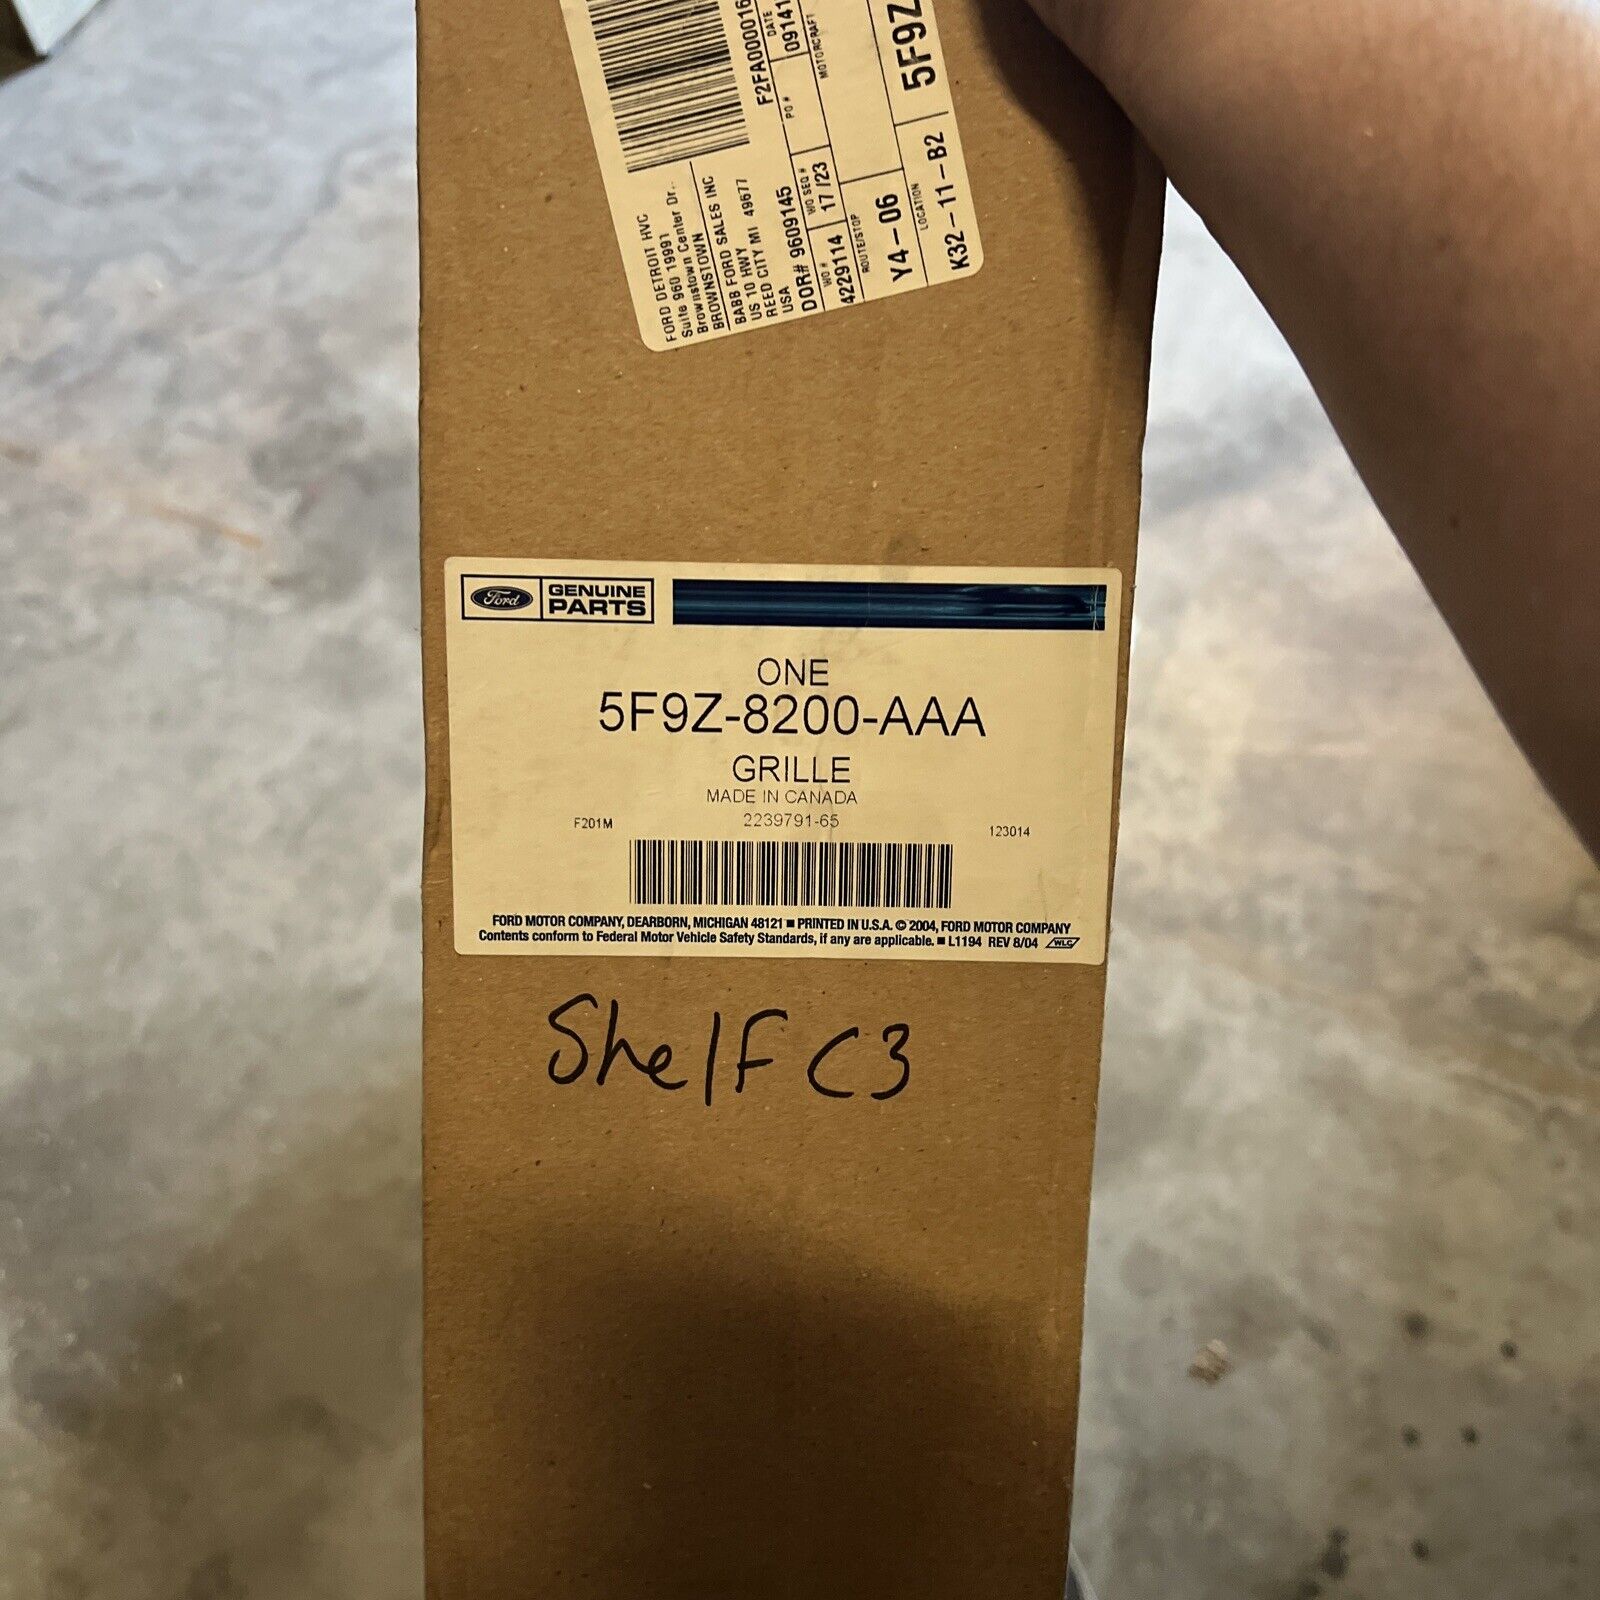 F2FA000016
DATE
09141
PO #
MOTORCRAFT
5F9Z
FORD DETROIT HVC
Suite 960 19991
Brownstown Center Dr..
BROWNSTOWN
BABB FORD SALES INC
US 10 HWY
REED CITY MI 49677
USA
DOR# 9609145
WO #
4229114
WO SEQ #
17/23
ROUTE/STOP
Y4-06
LOCATION
K32-11-B2
Ford
GENUINE
PARTS
ONE
5F9Z-8200-AAA
GRILLE
MADE IN CANADA
F201M
2239791-65
123014
FORD MOTOR COMPANY, DEARBORN, MICHIGAN 48121 ■ PRINTED IN U.S.A. © 2004, FORD MOTOR COMPANY
Contents conform to Federal Motor Vehicle Safety Standards, if any are applicable. ■ L1194 REV 8/04 WLC
Shelf C3